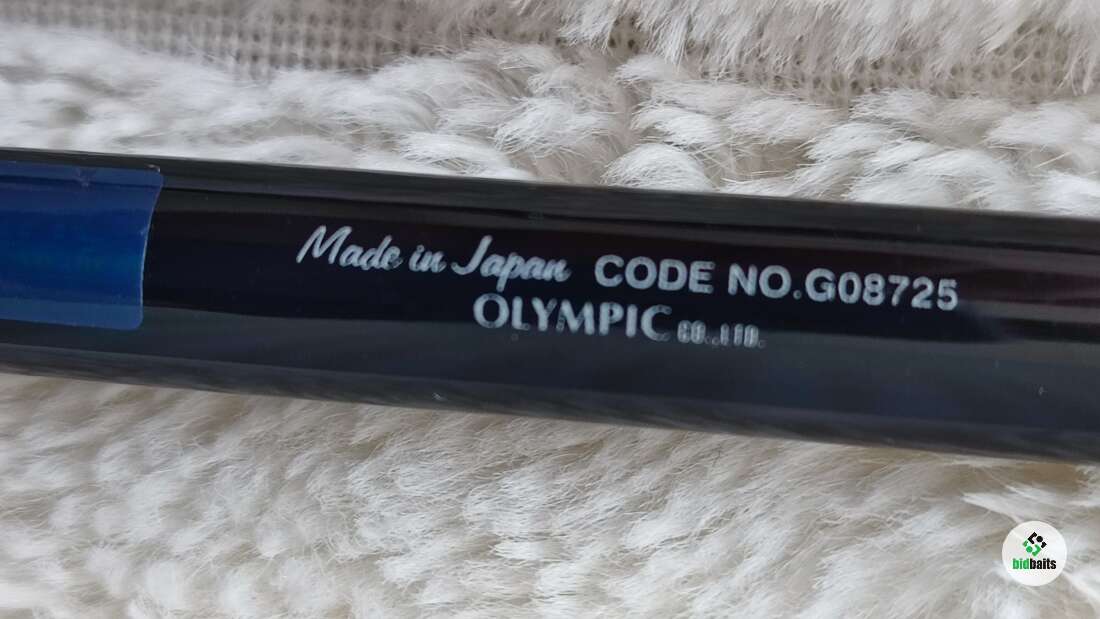 Made in Japan CODE NO.G08725
OLYMPIC CO.,LTD.
bidbaits